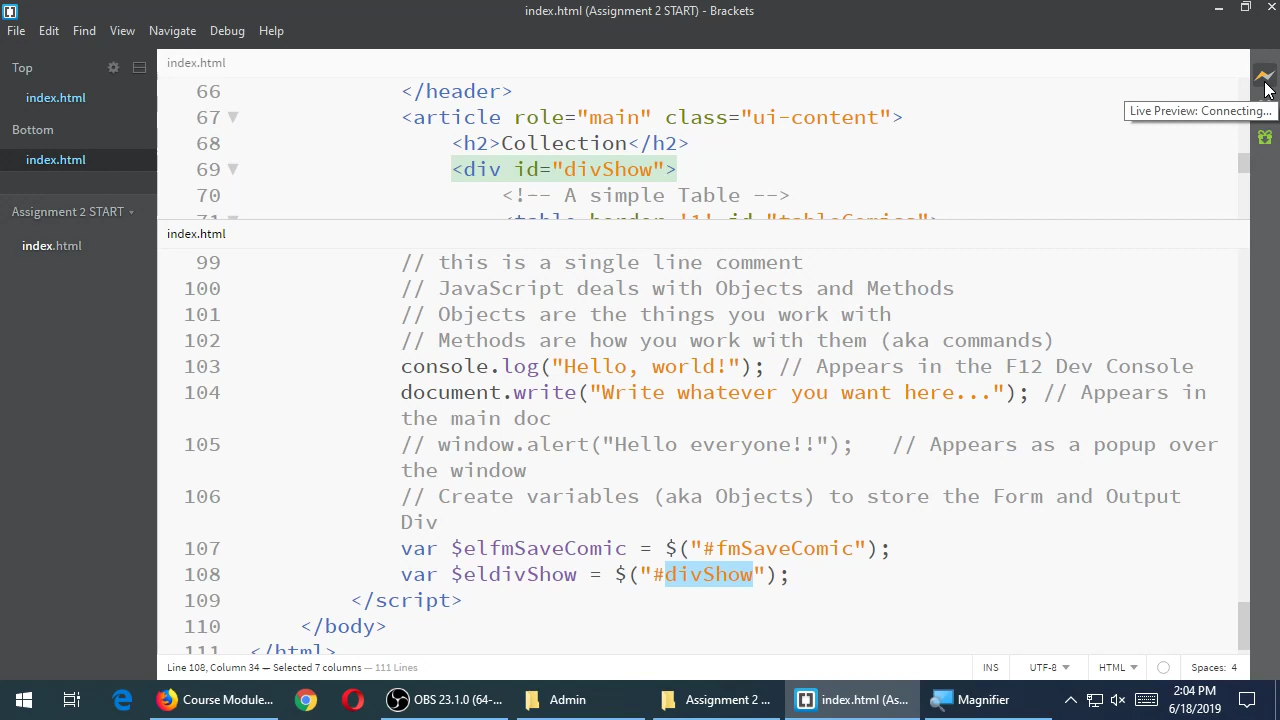 index.html (Assignment 2 START) - Brackets
File Edit Find View Navigate Debug Help
Top
index.html
Bottom
index.html
Assignment 2 START
index.html
index.html
66 </header>
67 <article role="main" class="ui-content">
68 <h2>Collection</h2>
69 <div id="divShow">
70 <!-- A simple Table -->
71 <table border='1' id="tableComics">
Live Preview: Connecting...
index.html
99 // this is a single line comment
100 // JavaScript deals with Objects and Methods
101 // Objects are the things you work with
102 // Methods are how you work with them (aka commands)
103 console.log("Hello, world!"); // Appears in the F12 Dev Console
104 document.write("Write whatever you want here..."); // Appears in
the main doc
105 // window.alert("Hello everyone!!"); // Appears as a popup over
the window
106 // Create variables (aka Objects) to store the Form and Output
Div
107 var $elfmSaveComic = $("#fmSaveComic");
108 var $eldivShow = $("#divShow");
109 </script>
110 </body>
111 </html>
Line 108, Column 34 — Selected 7 columns — 111 Lines
INS UTF-8 HTML Spaces: 4
Course Module... OBS 23.1.0 (64-... Admin Assignment 2 ... index.html (As... Magnifier
2:04 PM
6/18/2019